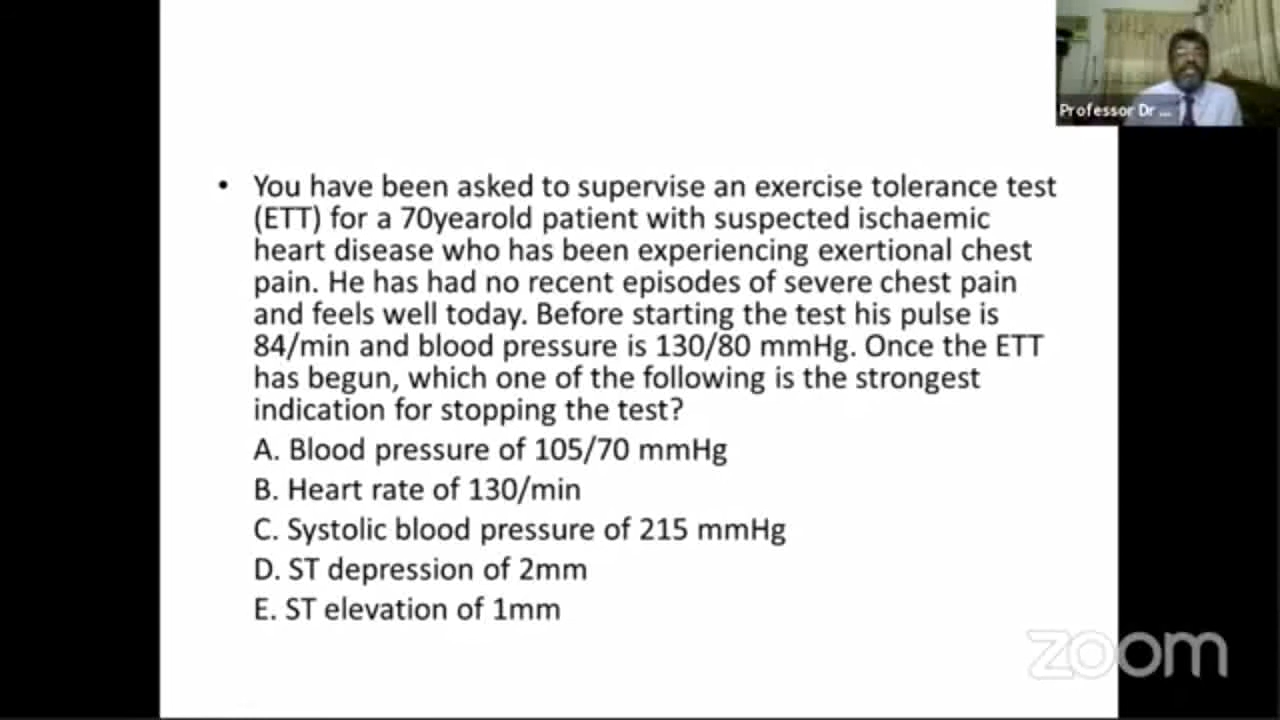 Professor Dr ...
• You have been asked to supervise an exercise tolerance test
(ETT) for a 70yearold patient with suspected ischaemic
heart disease who has been experiencing exertional chest
pain. He has had no recent episodes of severe chest pain
and feels well today. Before starting the test his pulse is
84/min and blood pressure is 130/80 mmHg. Once the ETT
has begun, which one of the following is the strongest
indication for stopping the test?
A. Blood pressure of 105/70 mmHg
B. Heart rate of 130/min
C. Systolic blood pressure of 215 mmHg
D. ST depression of 2mm
E. ST elevation of 1mm
zoom